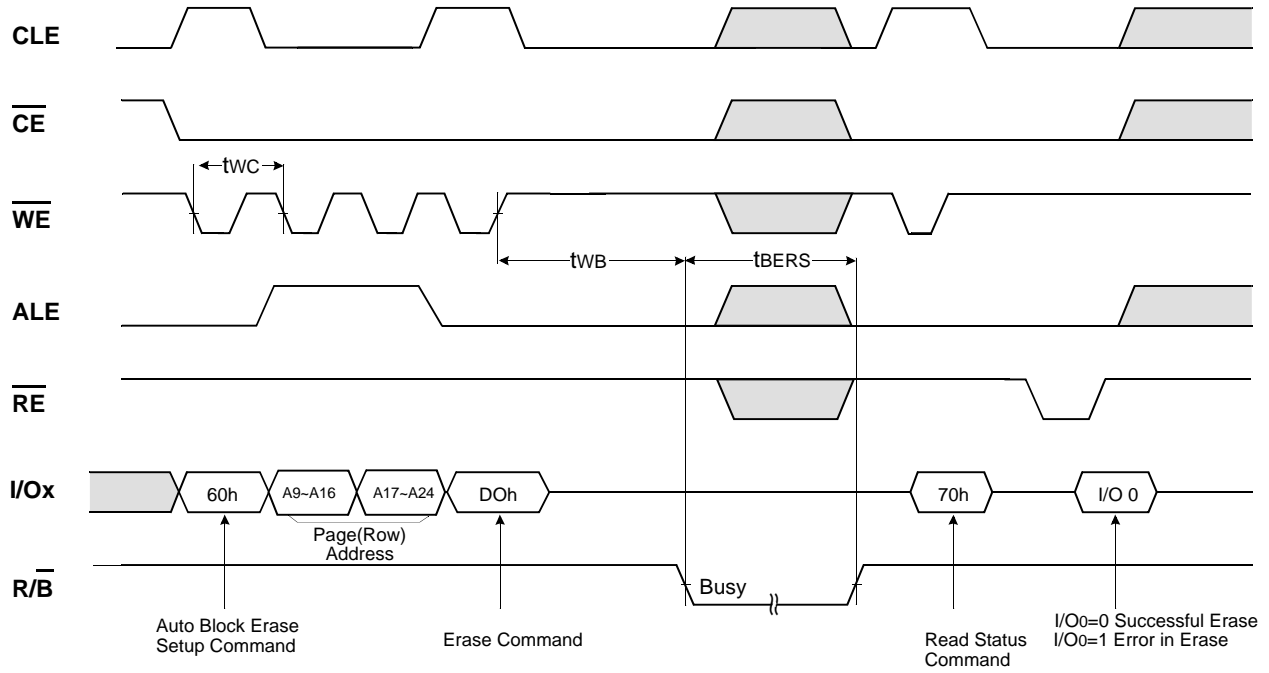 CLE
CE
tWC
WE
tWB
tBERS
ALE
RE
I/Ox
60h
A9~A16
A17~A24
DOh
70h
I/O 0
Page(Row)
Address
R/B
Busy
Auto Block Erase
Setup Command
Erase Command
Read Status
Command
I/O0=0 Successful Erase
I/O0=1 Error in Erase